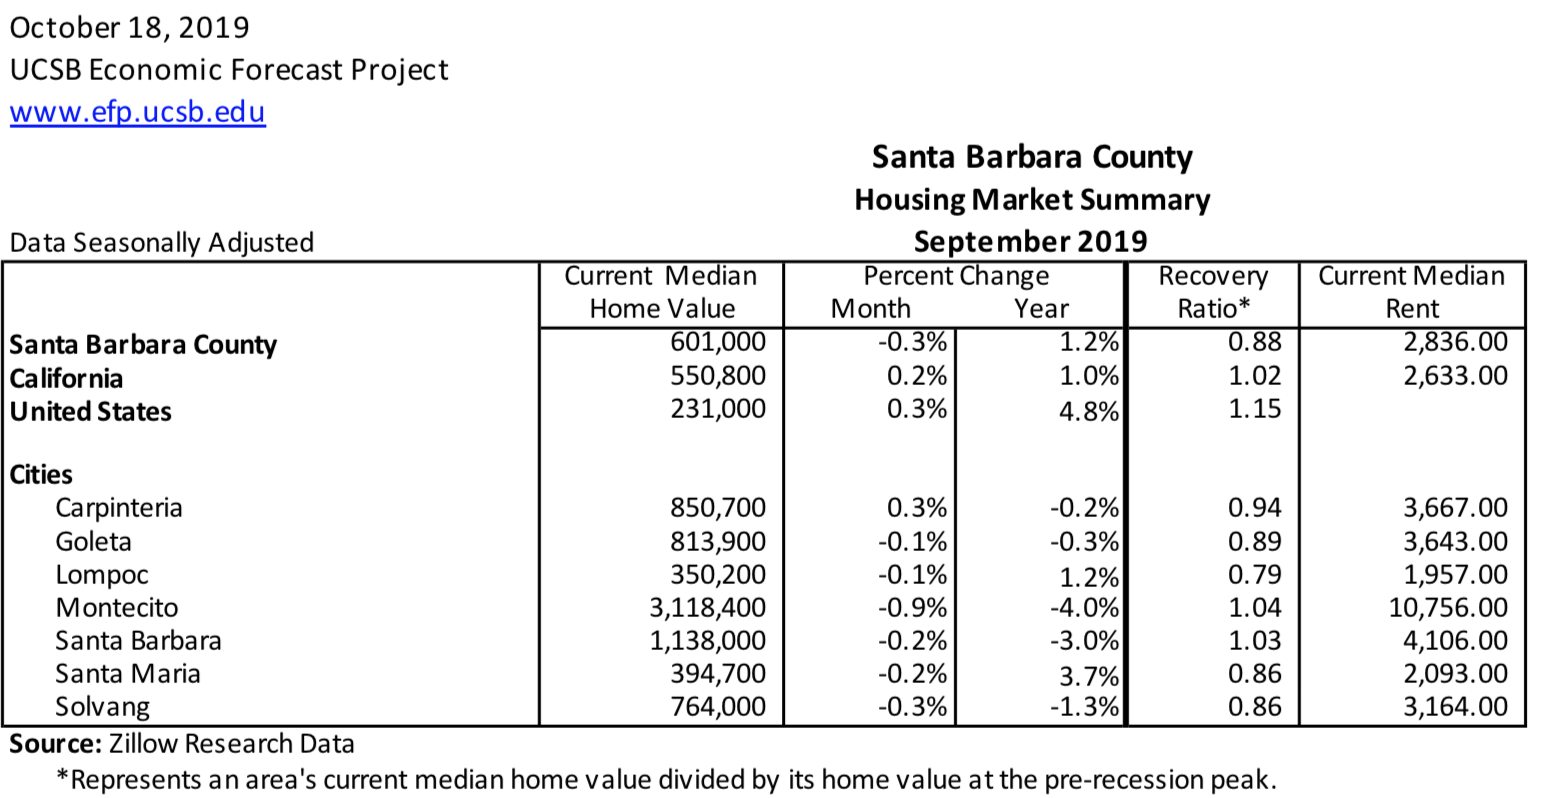 October 18, 2019
UCSB Economic Forecast Project
www.efp.ucsb.edu
Santa Barbara County
Housing Market Summary
Data Seasonally Adjusted September 2019
Current Median Percent Change Recovery Current Median
Home Value Month Year Ratio* Rent
Santa Barbara County 601,000 -0.3% 1.2% 0.88 2,836.00
California 550,800 0.2% 1.0% 1.02 2,633.00
United States 231,000 0.3% 4.8% 1.15
Cities
Carpinteria 850,700 0.3% -0.2% 0.94 3,667.00
Goleta 813,900 -0.1% -0.3% 0.89 3,643.00
Lompoc 350,200 -0.1% 1.2% 0.79 1,957.00
Montecito 3,118,400 -0.9% -4.0% 1.04 10,756.00
Santa Barbara 1,138,000 -0.2% -3.0% 1.03 4,106.00
Santa Maria 394,700 -0.2% 3.7% 0.86 2,093.00
Solvang 764,000 -0.3% -1.3% 0.86 3,164.00
Source: Zillow Research Data
*Represents an area's current median home value divided by its home value at the pre-recession peak.